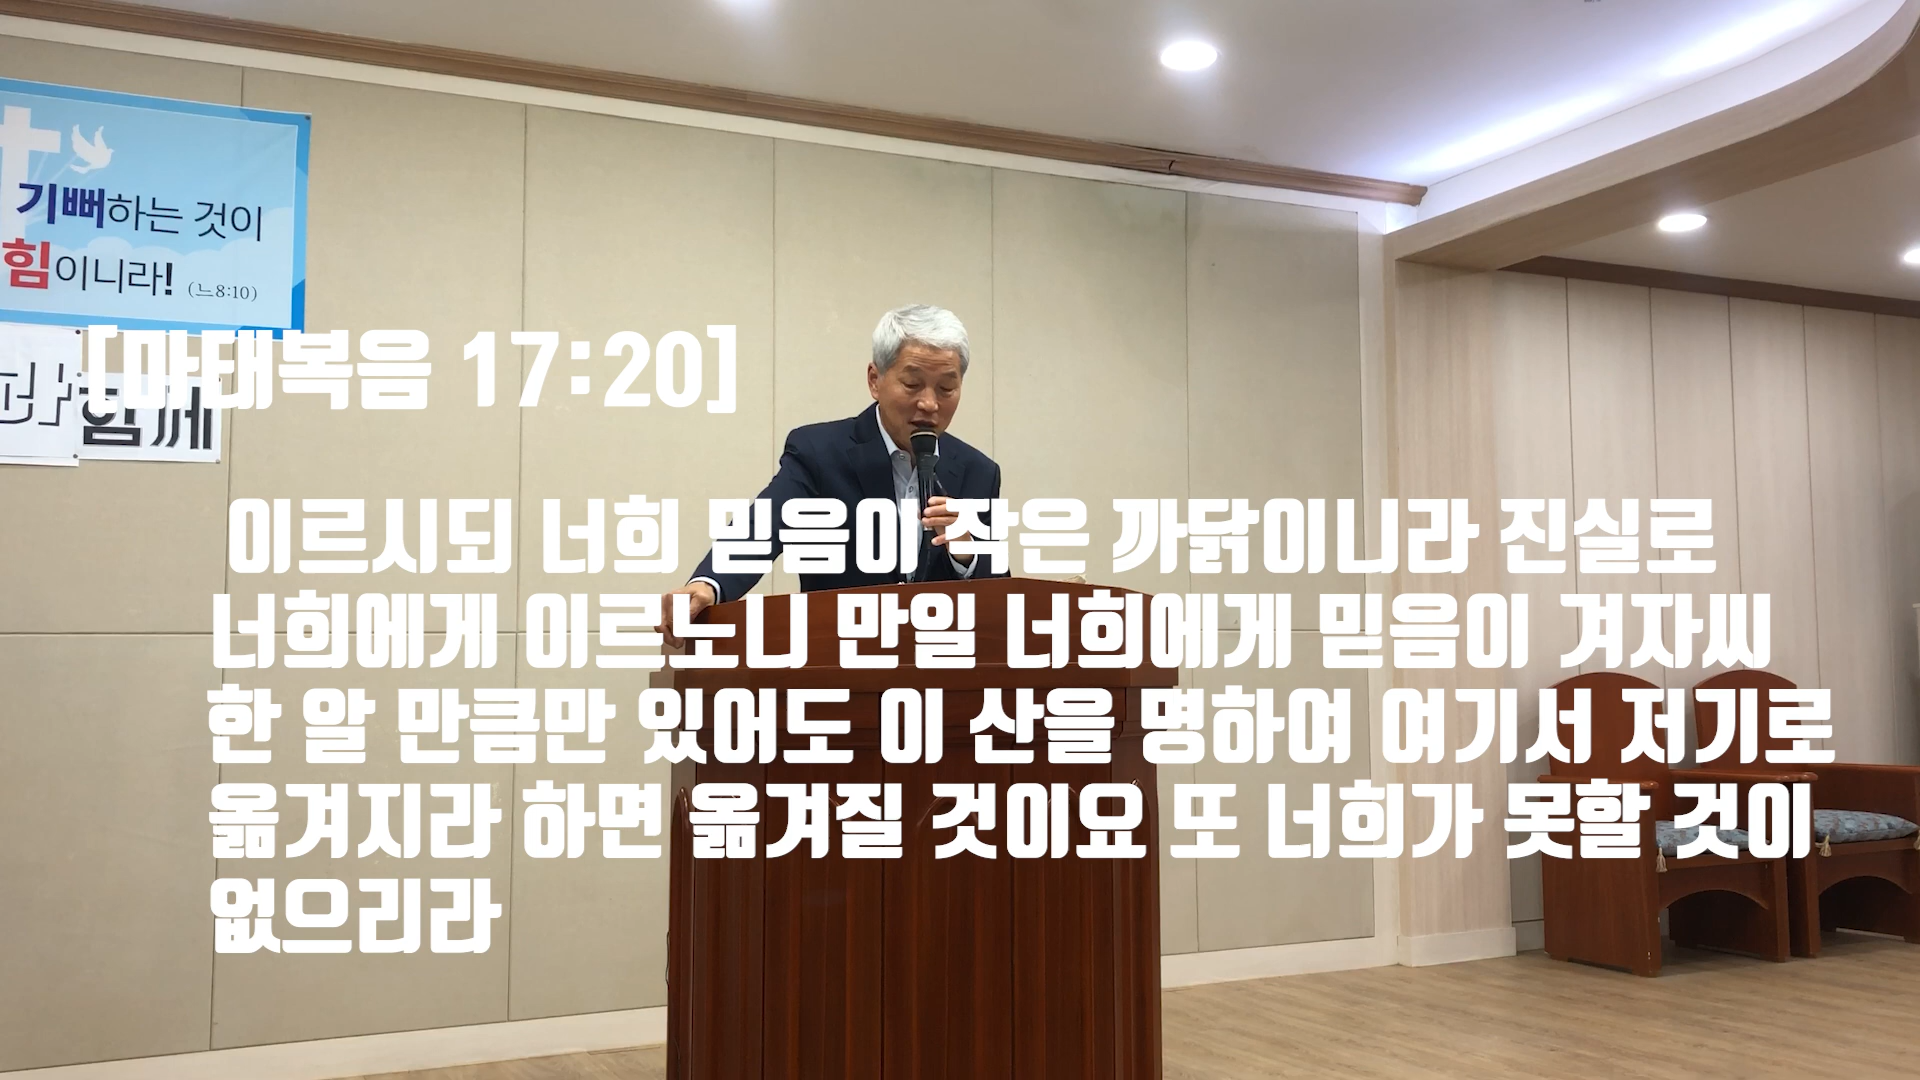 기뻐하는 것이
힘이니라! (느8:10)
함께
[마태복음 17:20]
이르시되 너희 믿음이 작은 까닭이니라 진실로
너희에게 이르노니 만일 너희에게 믿음이 겨자씨
한 알 만큼만 있어도 이 산을 명하여 여기서 저기로
옮겨지라 하면 옮겨질 것이요 또 너희가 못할 것이
없으리라